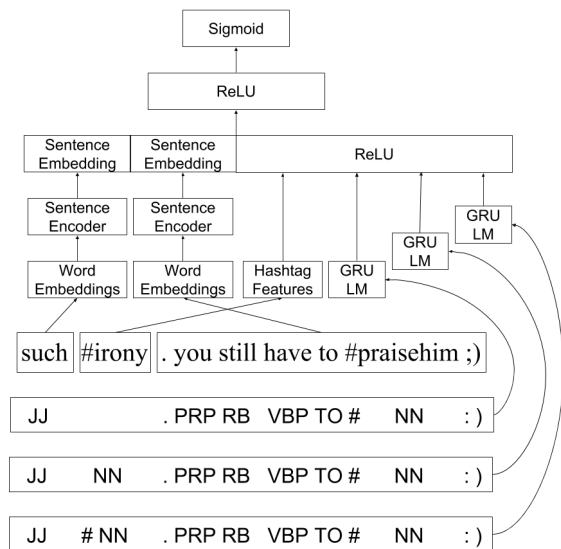 Sigmoid
ReLU
Sentence Embedding
Sentence Embedding
ReLU
Sentence Encoder
Sentence Encoder
GRU LM
GRU LM
Word Embeddings
Word Embeddings
Hashtag Features
GRU LM
such #irony . you still have to #praisehim ;)
JJ . PRP RB VBP TO # NN : )
JJ NN . PRP RB VBP TO # NN : )
JJ # NN . PRP RB VBP TO # NN : )